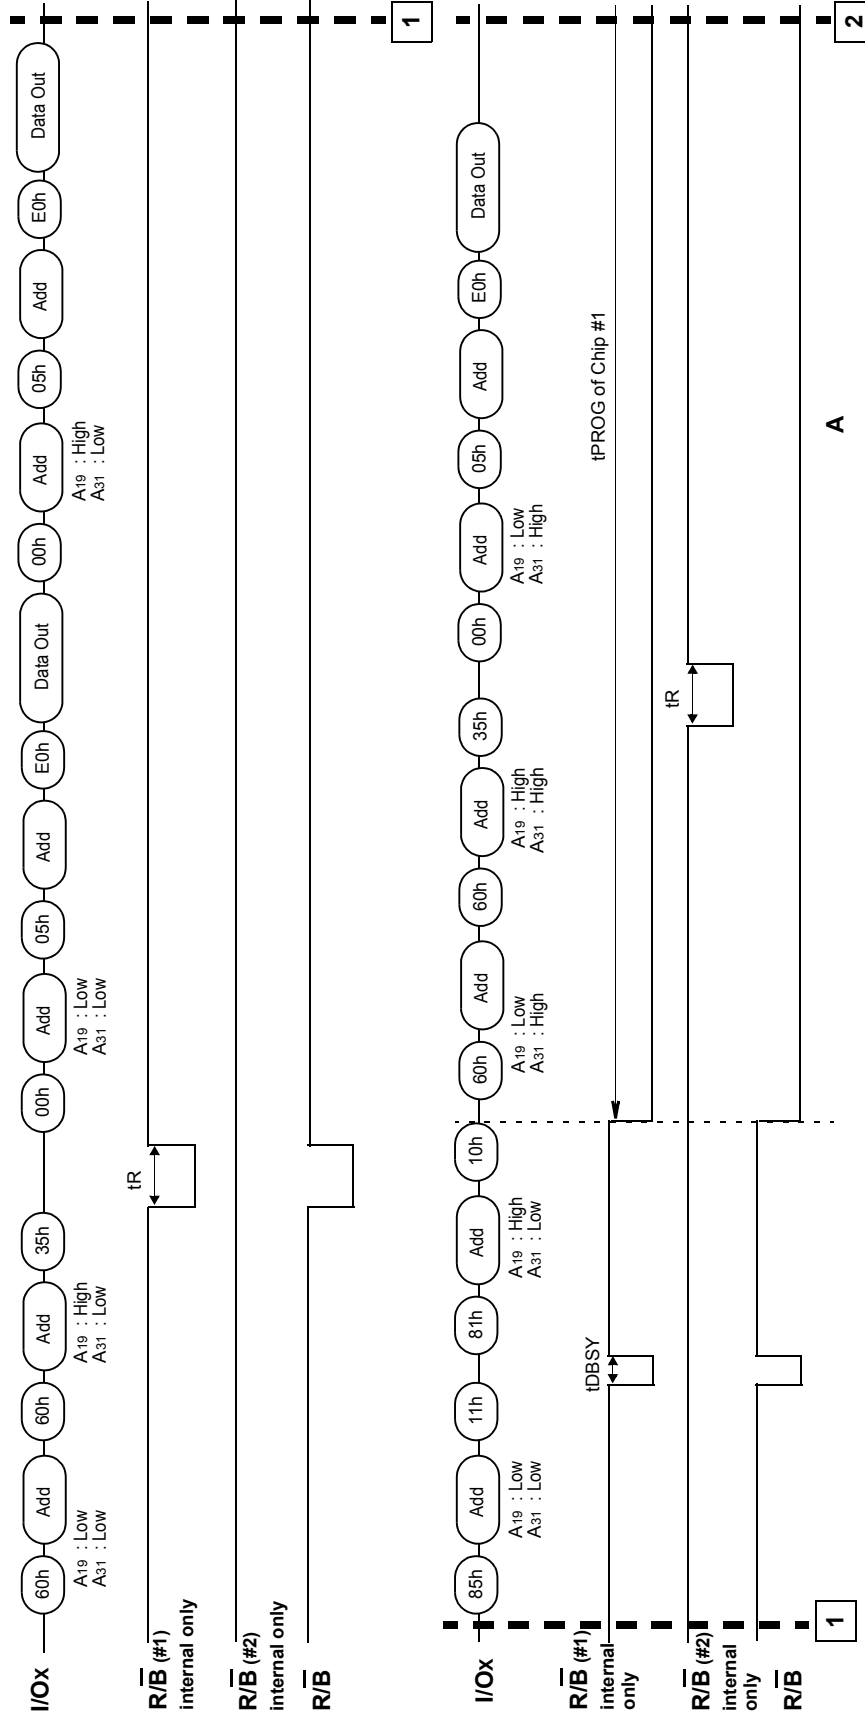 I/Ox
60h Add 60h Add 35h 00h Add 05h Add E0h Data Out 00h Add 05h Add E0h Data Out
A19 : Low
A31 : Low
A19 : High
A31 : Low
A19 : Low
A31 : Low
A19 : High
A31 : Low
tR
R/B (#1)
internal only
R/B (#2)
internal only
R/B
1
I/Ox
85h Add 11h 81h Add 10h 60h Add 60h Add 35h 00h Add 05h Add E0h Data Out
A19 : Low
A31 : Low
A19 : High
A31 : Low
A19 : Low
A31 : High
A19 : High
A31 : High
A19 : Low
A31 : High
tDBSY
tPROG of Chip #1
R/B (#1)
internal
only
tR
R/B (#2)
internal
only
R/B
1
A
2